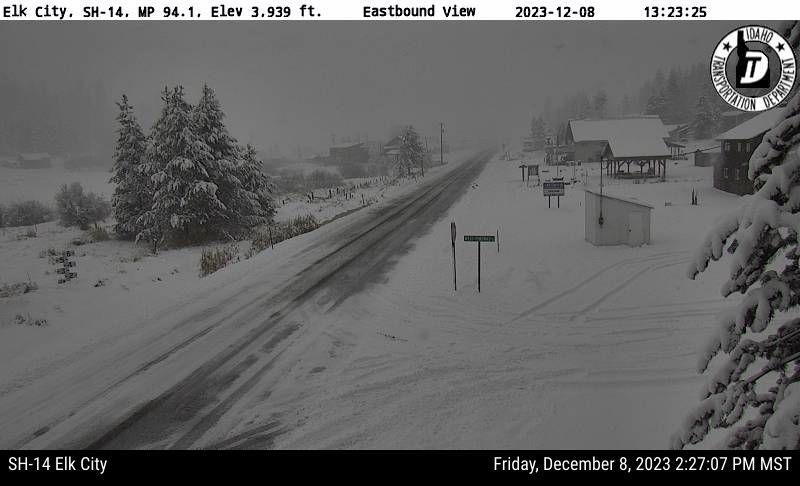 Elk City, SH-14, MP 94.1, Elev 3,939 ft. Eastbound View 2023-12-08 13:23:25
IDAHO
TRANSPORTATION DEPARTMENT
SH-14 Elk City Friday, December 8, 2023 2:27:07 PM MST